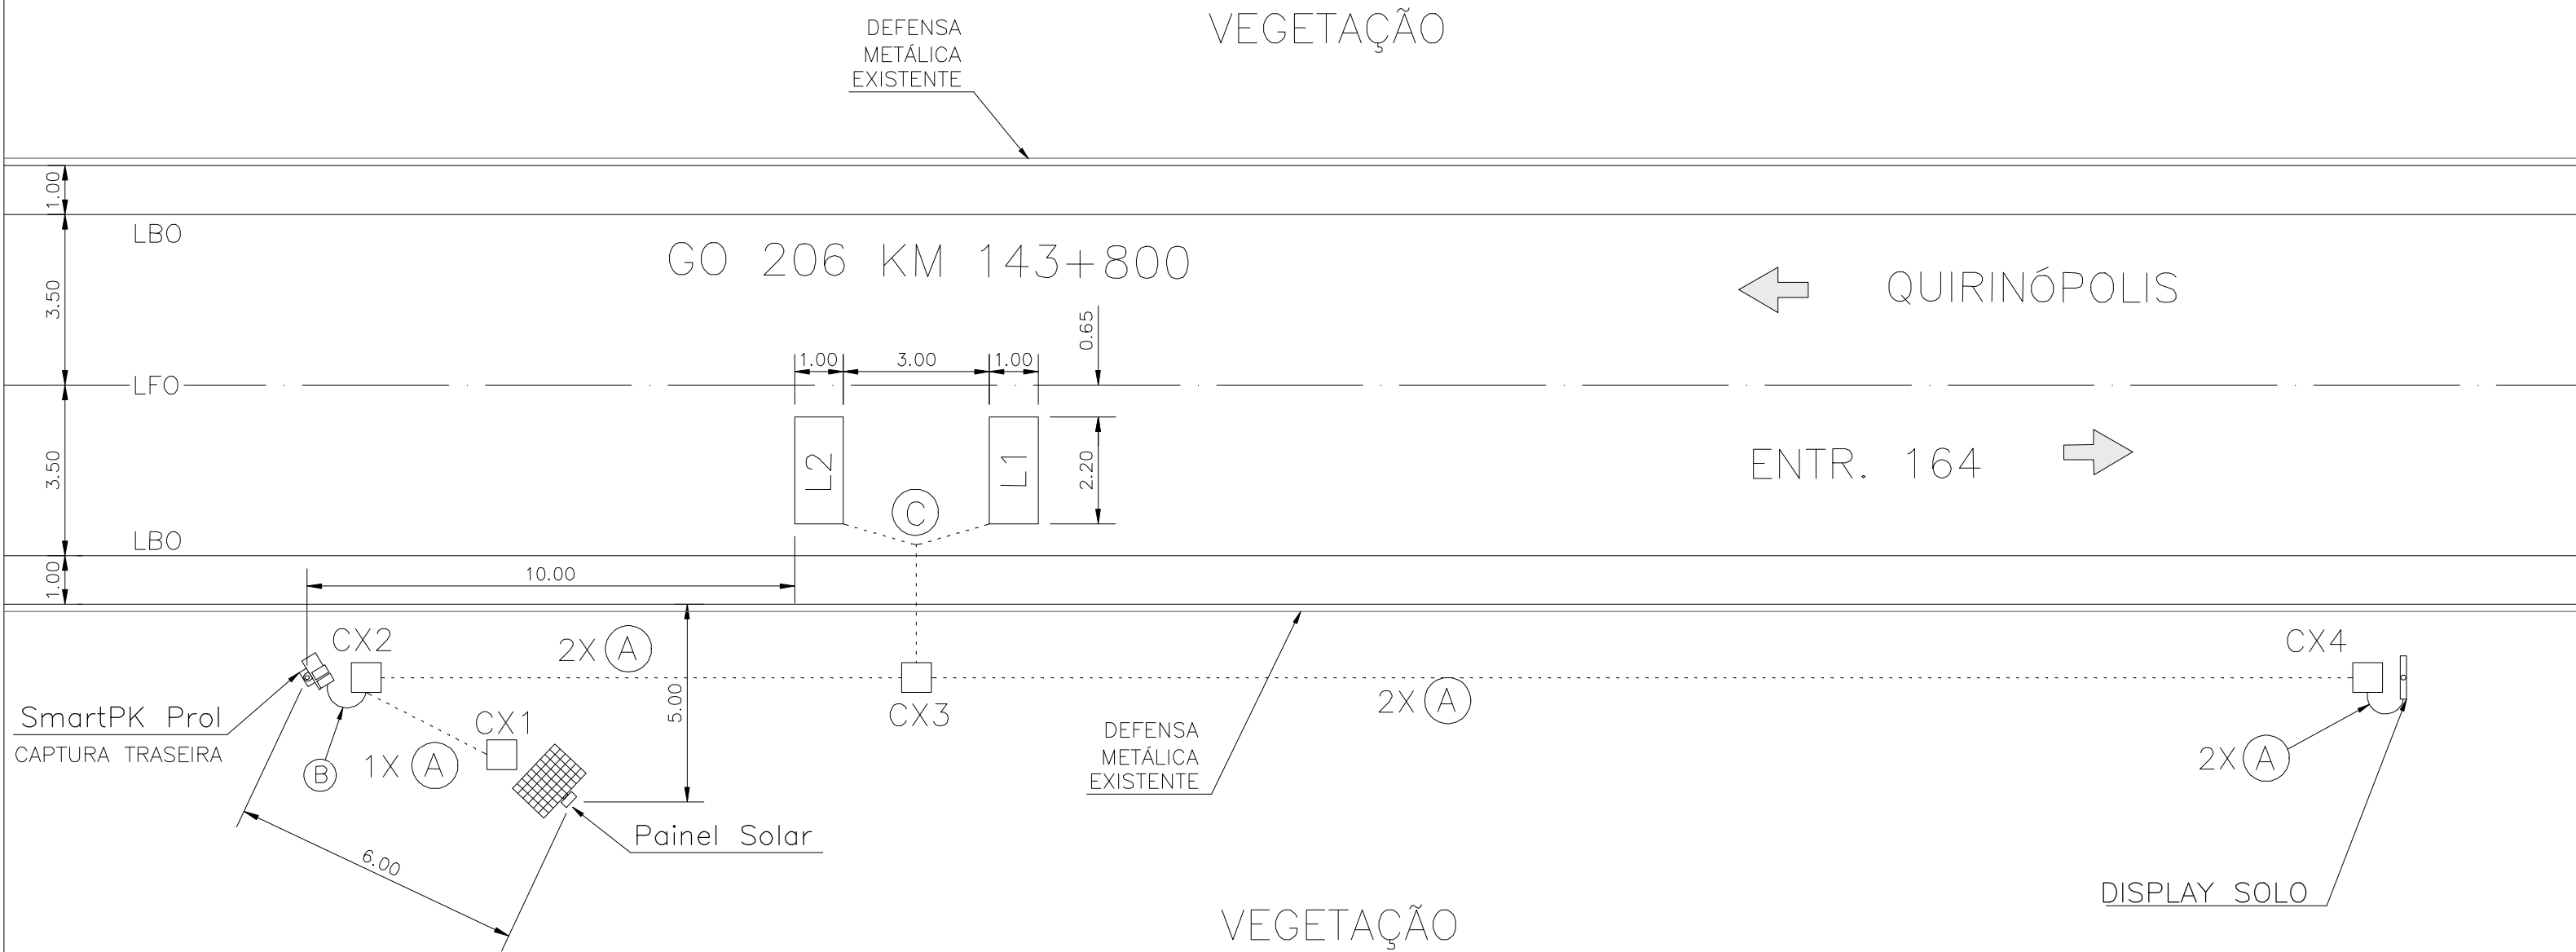 VEGETAÇÃO
DEFENSA
METÁLICA
EXISTENTE
1.00
LBO
GO 206 KM 143+800
QUIRINÓPOLIS
3.50
0.65
1.00
3.00
1.00
LFO
L2
L1
2.20
ENTR. 164
3.50
C
LBO
1.00
10.00
CX2
2X A
CX4
5.00
SmartPK Prol
CAPTURA TRASEIRA
CX1
CX3
2X A
B
1X A
DEFENSA
METÁLICA
EXISTENTE
2X A
Painel Solar
6.00
DISPLAY SOLO
VEGETAÇÃO